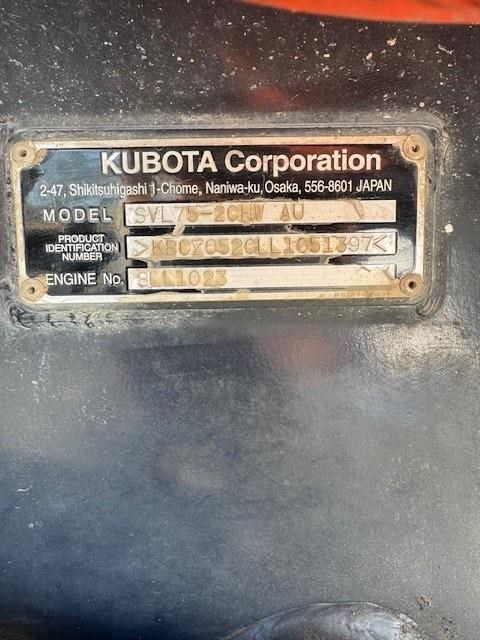 KUBOTA Corporation
2-47, Shikitsuhigashi 1-Chome, Naniwa-ku, Osaka, 556-8601 JAPAN
MODEL SVL75-2CHW AU
PRODUCT
IDENTIFICATION
NUMBER
ENGINE No.